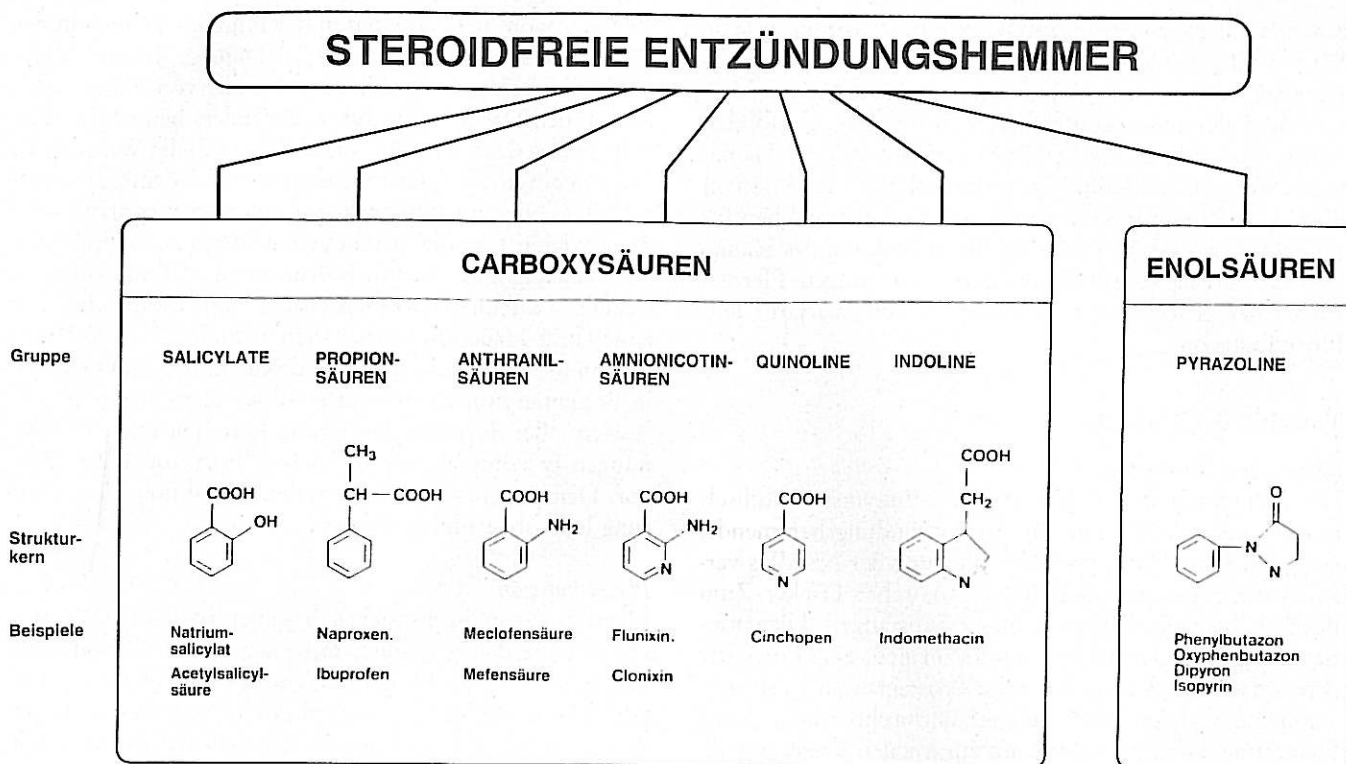 STEROIDFREIE ENTZÜNDUNGSHEMMER
CARBOXYSÄUREN
ENOLSÄUREN
Gruppe
SALICYLATE
PROPION-
SÄUREN
ANTHRANIL-
SÄUREN
AMNIONICOTIN-
SÄUREN
QUINOLINE
INDOLINE
PYRAZOLINE
Struktur-
kern
COOH
OH
CH3
CH—COOH
COOH
NH2
COOH
NH2
N
COOH
N
COOH
CH2
N
O
N
N
Beispiele
Natrium-
salicylat
Acetylsalicyl-
säure
Naproxen.
Ibuprofen
Meclofensäure
Mefensäure
Flunixin.
Clonixin
Cinchopen
Indomethacin
Phenylbutazon
Oxyphenbutazon
Dipyron
Isopyrin